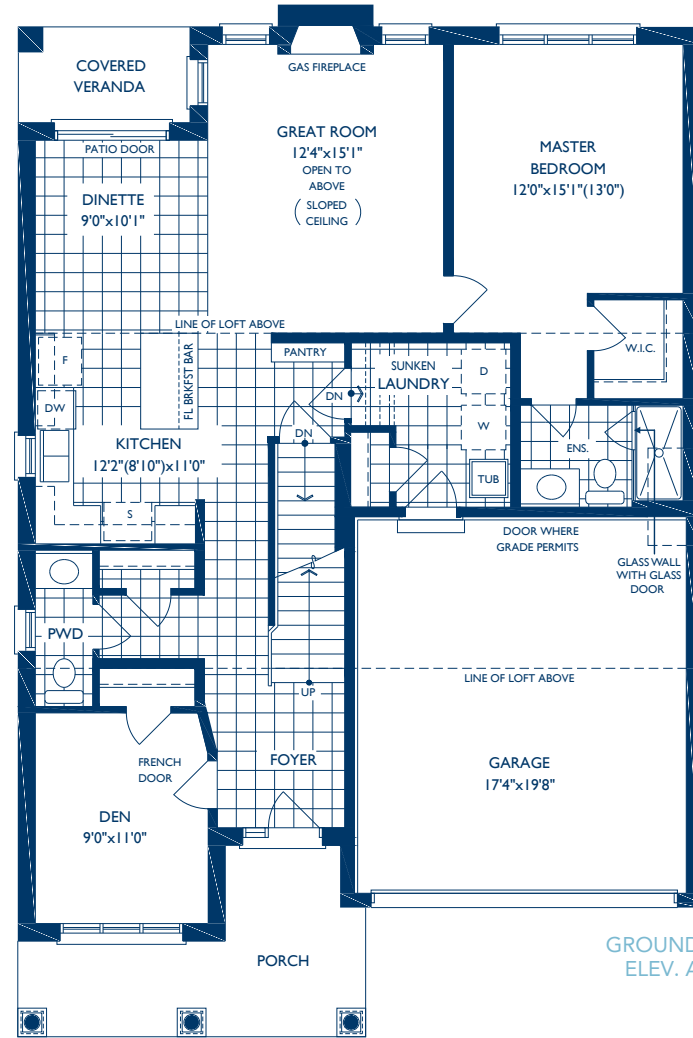 COVERED
VERANDA
GAS FIREPLACE
GREAT ROOM
12'4"x15'1"
OPEN TO
ABOVE
( SLOPED
CEILING )
MASTER
BEDROOM
12'0"x15'1"(13'0")
PATIO DOOR
DINETTE
9'0"x10'1"
LINE OF LOFT ABOVE
PANTRY
SUNKEN
LAUNDRY
D
W.I.C.
F
FL BRKFST BAR
DN
DW
W
DN
KITCHEN
12'2"(8'10")x11'0"
ENS.
TUB
S
DOOR WHERE
GRADE PERMITS
GLASS WALL
WITH GLASS
DOOR
PWD
LINE OF LOFT ABOVE
UP
FRENCH
DOOR
FOYER
GARAGE
17'4"x19'8"
DEN
9'0"x11'0"
PORCH
GROUND
ELEV. A